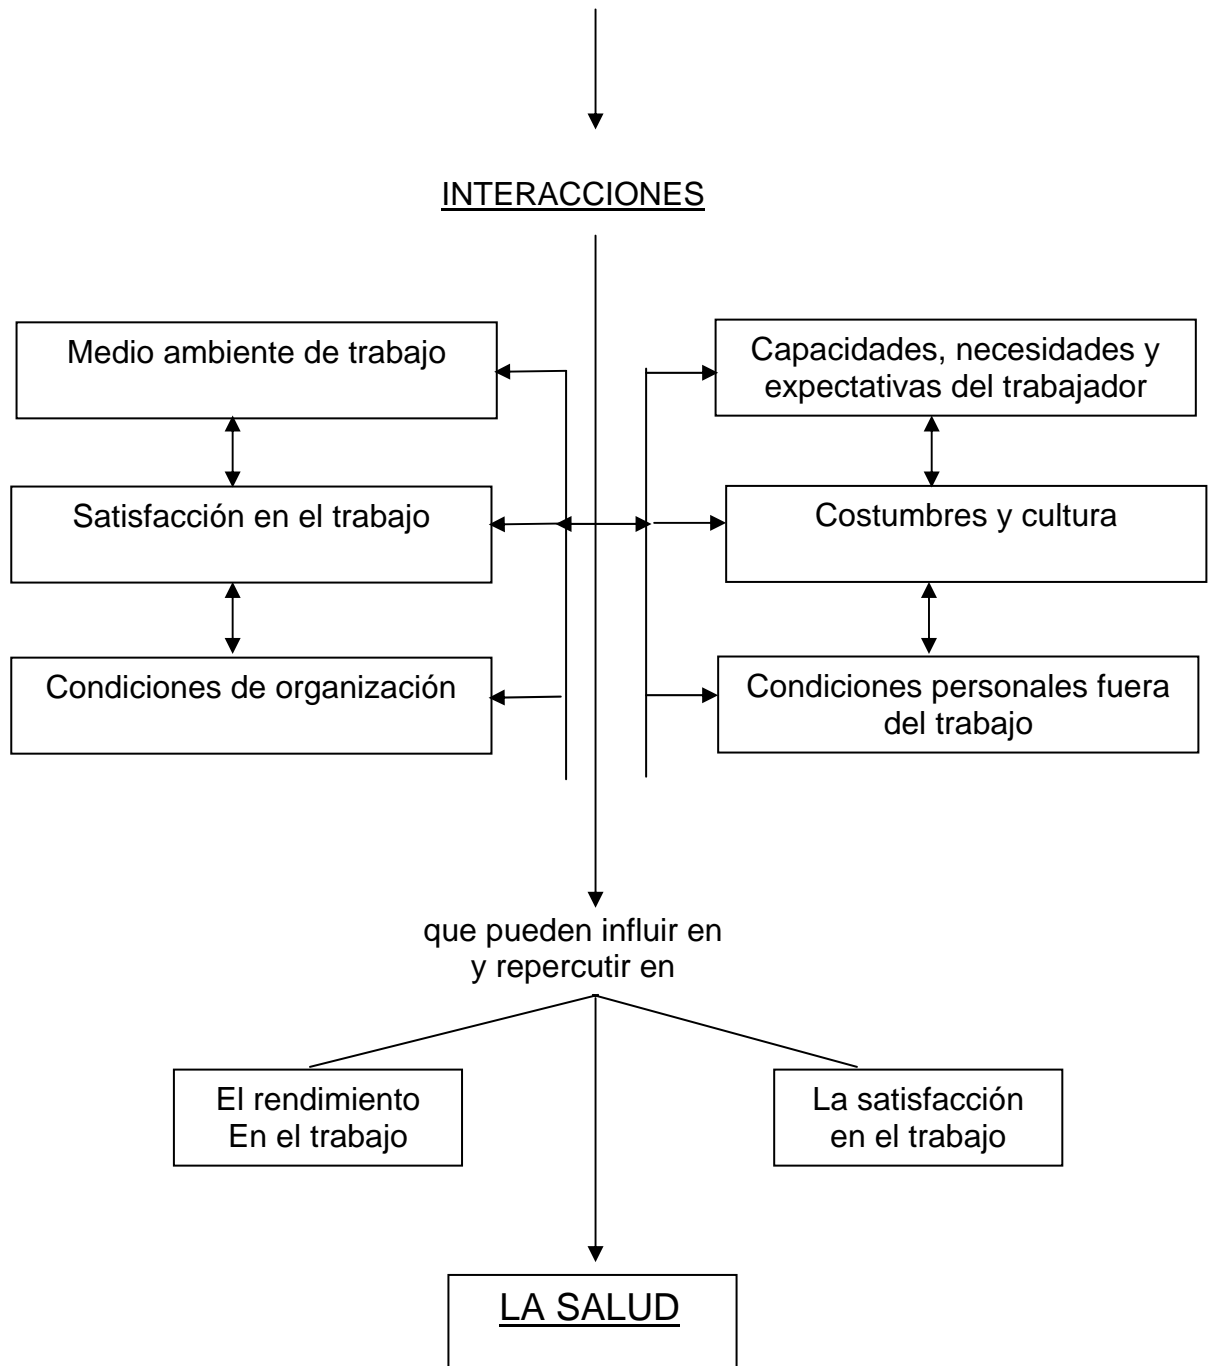 INTERACCIONES
Medio ambiente de trabajo
Capacidades, necesidades y
expectativas del trabajador
Satisfacción en el trabajo
Costumbres y cultura
Condiciones de organización
Condiciones personales fuera
del trabajo
que pueden influir en
y repercutir en
El rendimiento
En el trabajo
La satisfacción
en el trabajo
LA SALUD